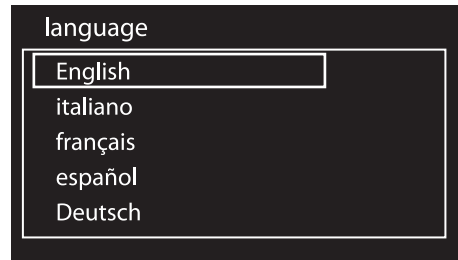 language
English
italiano
français
español
Deutsch